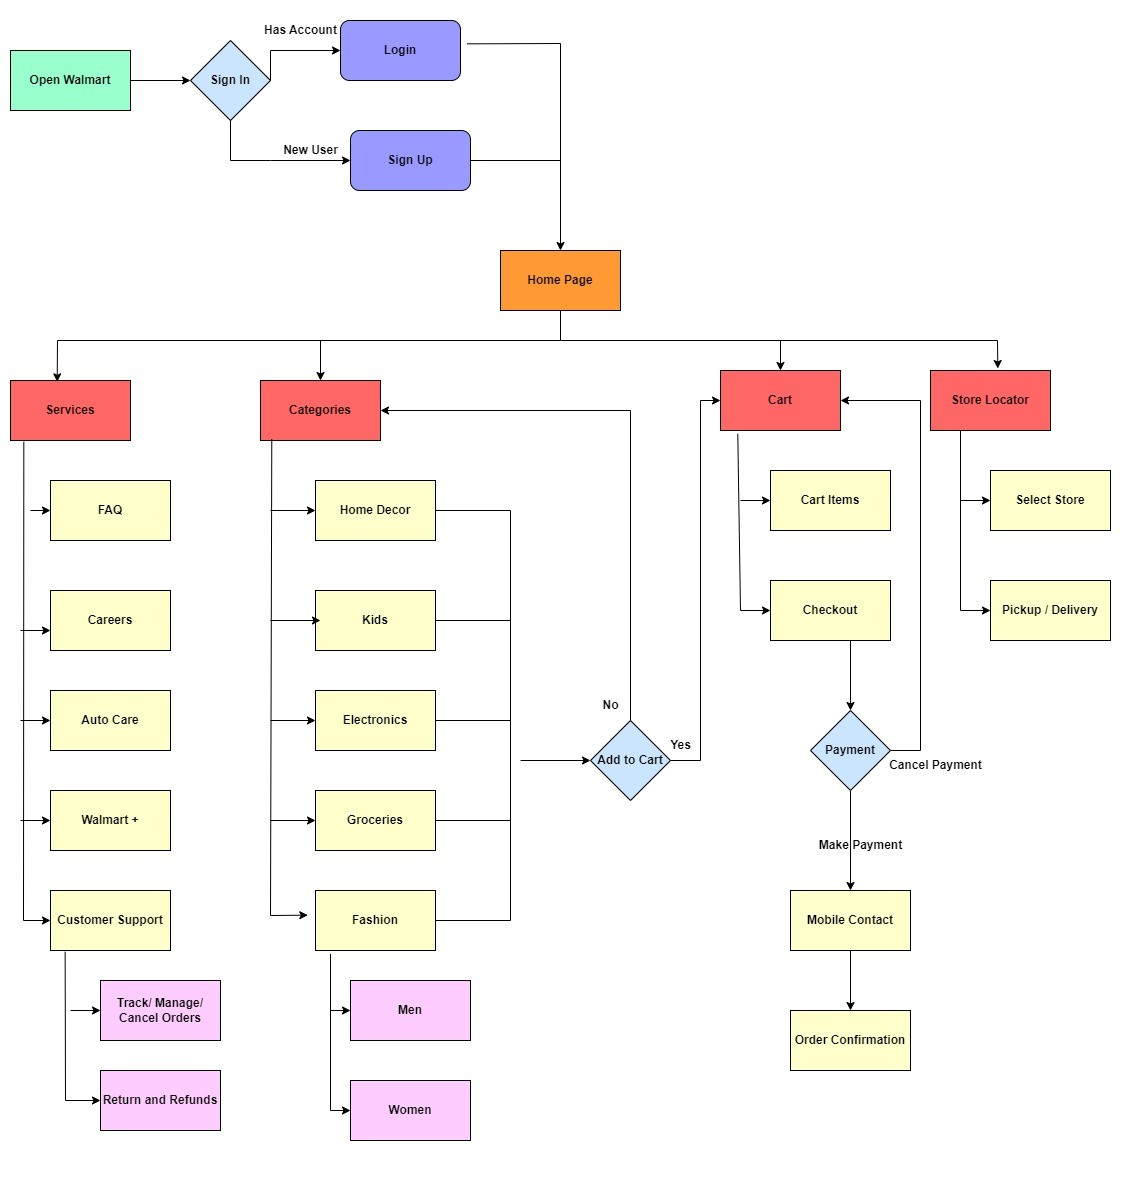 Has Account
Login
Open Walmart
Sign In
New User
Sign Up
Home Page
Services
Categories
Cart
Store Locator
FAQ
Home Decor
Cart Items
Select Store
Careers
Kids
Checkout
Pickup / Delivery
Auto Care
Electronics
No
Yes
Add to Cart
Payment
Cancel Payment
Walmart +
Groceries
Make Payment
Customer Support
Fashion
Mobile Contact
Track/ Manage/
Cancel Orders
Men
Order Confirmation
Return and Refunds
Women